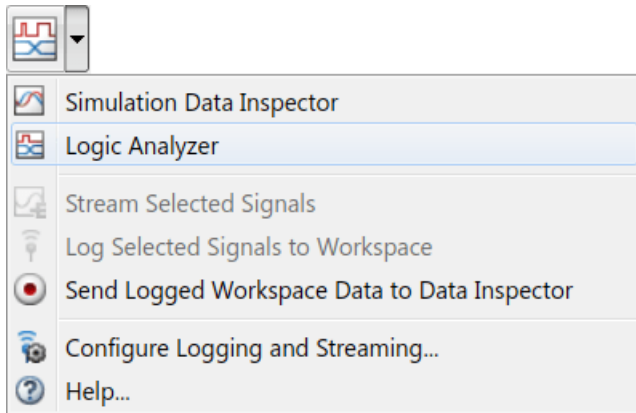 Simulation Data Inspector
Logic Analyzer
Stream Selected Signals
Log Selected Signals to Workspace
Send Logged Workspace Data to Data Inspector
Configure Logging and Streaming...
Help...